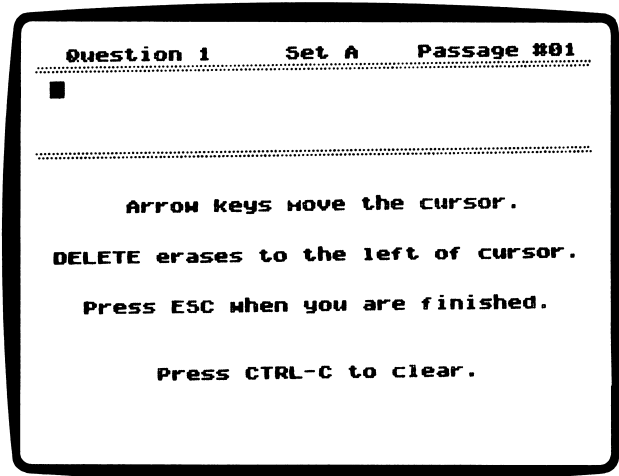 Question 1 Set A Passage #01
Arrow keys move the cursor.
DELETE erases to the left of cursor.
Press ESC when you are finished.
Press CTRL-C to clear.